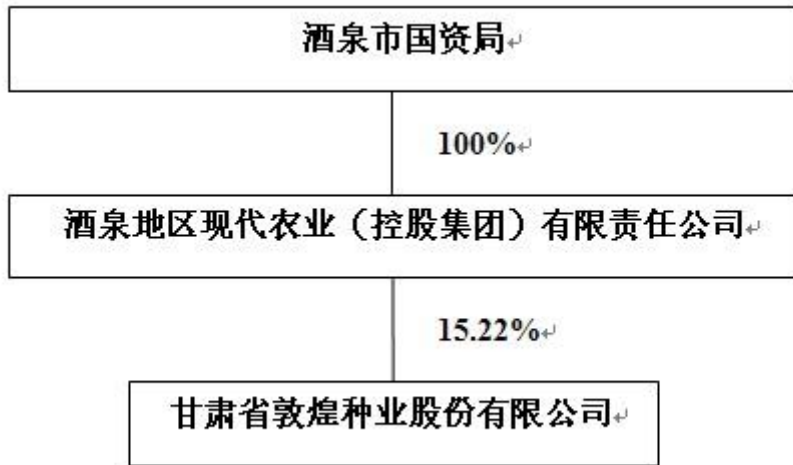 酒泉市国资局
100%
酒泉地区现代农业（控股集团）有限责任公司
15.22%
甘肃省敦煌种业股份有限公司